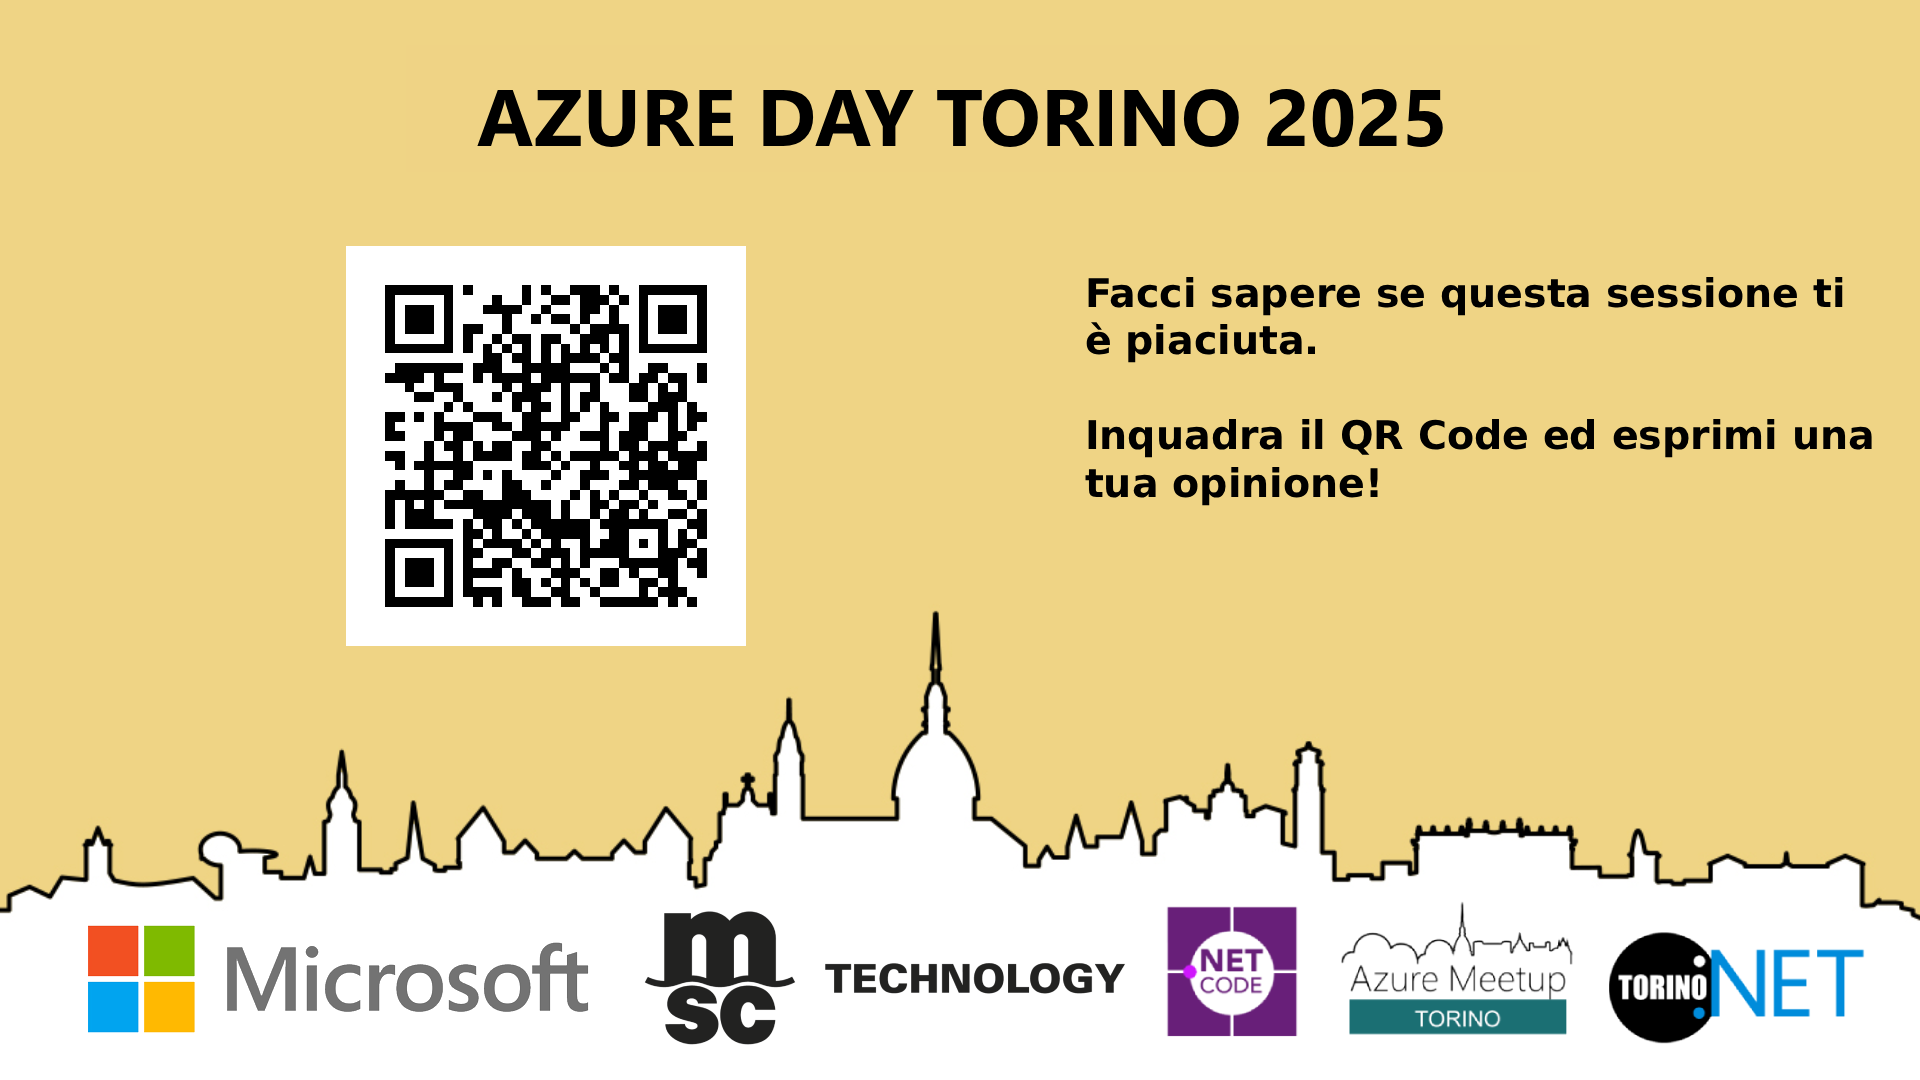 AZURE DAY TORINO 2025
Facci sapere se questa sessione ti
è piaciuta.
Inquadra il QR Code ed esprimi una
tua opinione!
Microsoft
msc TECHNOLOGY
NET
CODE
Azure Meetup
TORINO
TORINO.NET